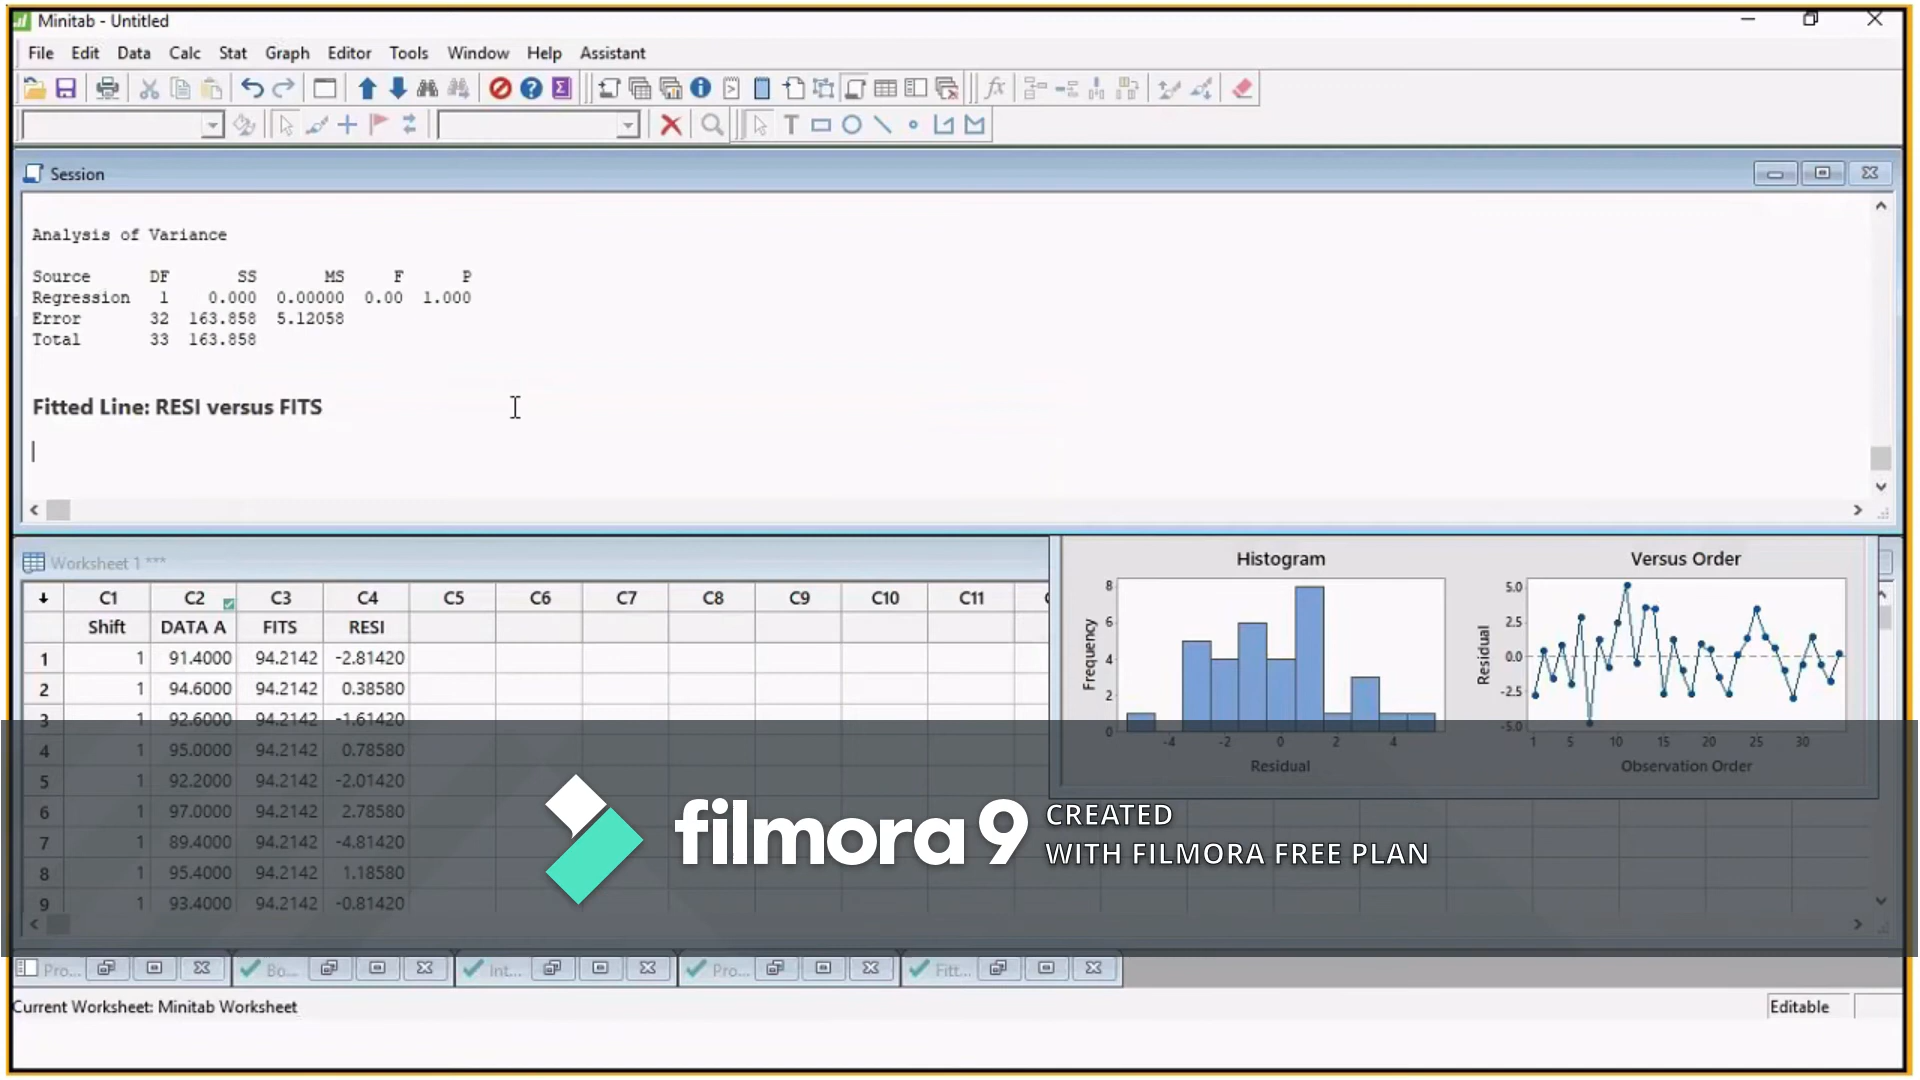 Minitab - Untitled
File Edit Data Calc Stat Graph Editor Tools Window Help Assistant
Session
Analysis of Variance
Source DF SS MS F P
Regression 1 0.000 0.00000 0.00 1.000
Error 32 163.858 5.12058
Total 33 163.858
Fitted Line: RESI versus FITS
Worksheet 1 ***
C1 C2 C3 C4 C5 C6 C7 C8 C9 C10 C11
Shift DATA A FITS RESI
1 1 91.4000 94.2142 -2.81420
2 1 94.6000 94.2142 0.38580
3 1 92.6000 94.2142 -1.61420
4 1 95.0000 94.2142 0.78580
5 1 92.2000 94.2142 -2.01420
6 1 97.0000 94.2142 2.78580
7 1 89.4000 94.2142 -4.81420
8 1 95.4000 94.2142 1.18580
9 1 93.4000 94.2142 -0.81420
Histogram
Frequency
8
6
4
2
0
-4 -2 0 2 4
Residual
Versus Order
Residual
5.0
2.5
0.0
-2.5
-5.0
1 5 10 15 20 25 30
Observation Order
filmora 9
CREATED
WITH FILMORA FREE PLAN
Pro... Bo... Int... Pro... Fitt...
Current Worksheet: Minitab Worksheet
Editable